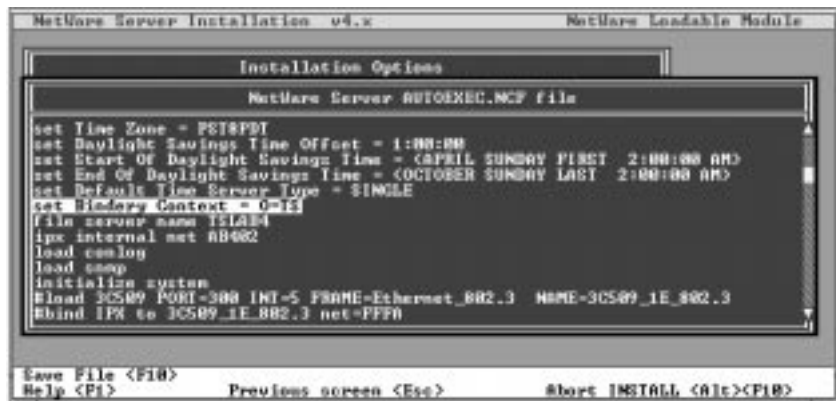 NetWare Server Installation v4.x NetWare Loadable Module
Installation Options
NetWare Server AUTOEXEC.NCF file
set Time Zone = PST8PDT
set Daylight Savings Time Offset = 1:00:00
set Start Of Daylight Savings Time = (APRIL SUNDAY FIRST 2:00:00 AM)
set End Of Daylight Savings Time = (OCTOBER SUNDAY LAST 2:00:00 AM)
set Default Time Server Type = SINGLE
set Bindery Context = O=TS
file server name TSLAB4
ipx internal net AB402
load conlog
load snmp
initialize system
#load 3C509 PORT=300 INT=5 FRAME=Ethernet_802.3 NAME=3C509_1E_802.3
#bind IPX to 3C509_1E_802.3 net=FFFA
Save File <F10>
Help <F1> Previous screen <Esc> Abort INSTALL <Alt><F10>